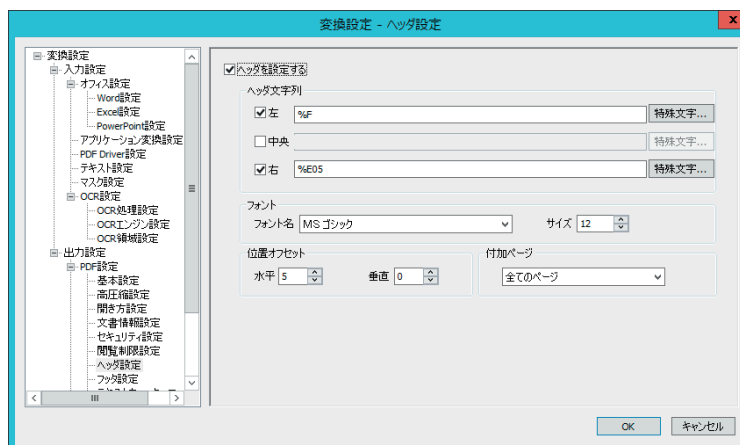 変換設定 - ヘッダ設定
x
変換設定
入力設定
オフィス設定
Word設定
Excel設定
PowerPoint設定
アプリケーション変換設定
PDF Driver設定
テキスト設定
マスク設定
OCR設定
OCR処理設定
OCRエンジン設定
OCR領域設定
出力設定
PDF設定
基本設定
高圧縮設定
開き方設定
文書情報設定
セキュリティ設定
閲覧制限設定
ヘッダ設定
フッタ設定
ヘッダを設定する
ヘッダ文字列
左 %F 特殊文字...
中央 特殊文字...
右 %E05 特殊文字...
フォント
フォント名 MS ゴシック サイズ 12
位置オフセット 付加ページ
水平 5 垂直 0 全てのページ
OK キャンセル